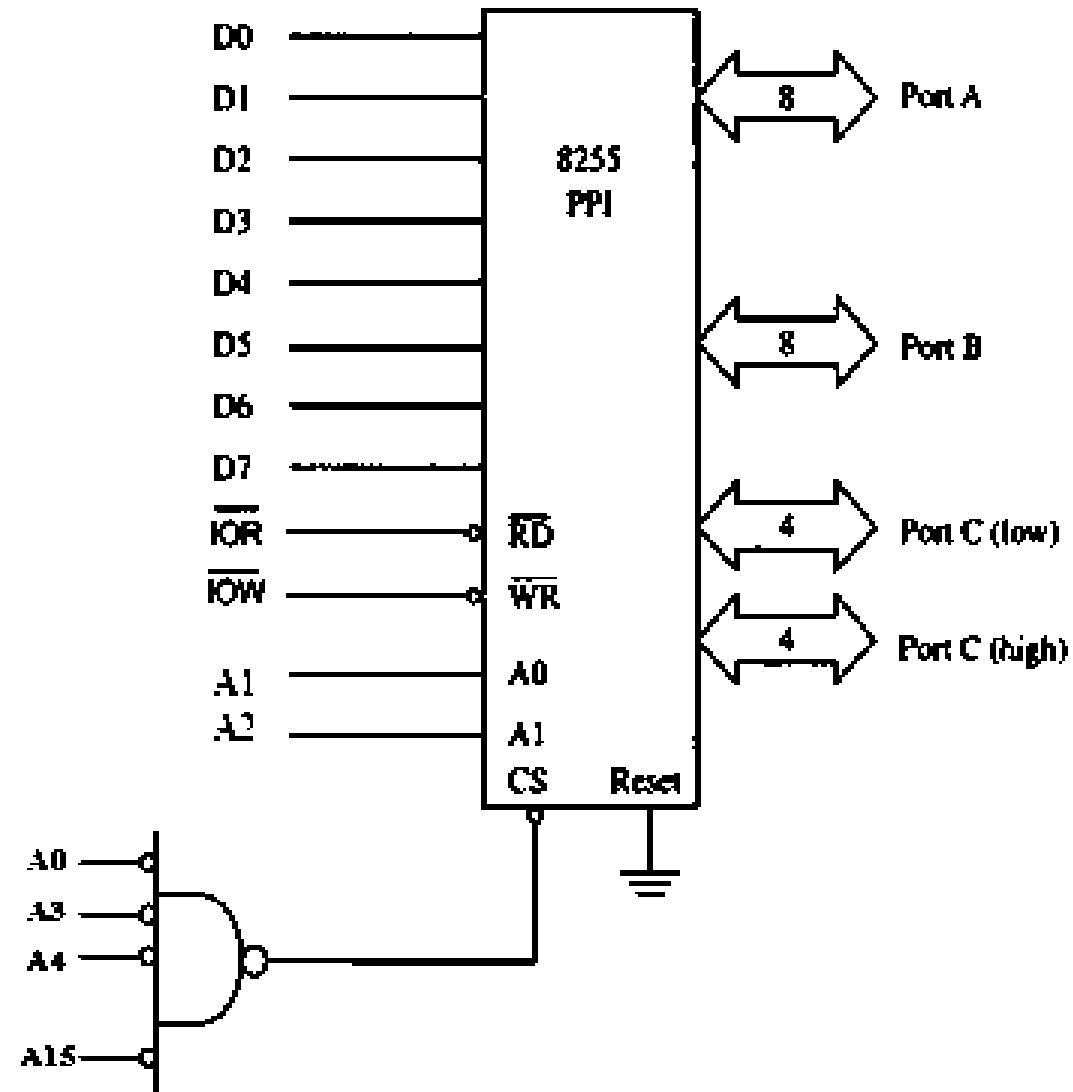 D0
D1
D2
D3
D4
D5
D6
D7
IOR
IOW
A1
A2
8255
PPI
RD
WR
A0
A1
CS
Reset
8
Port A
8
Port B
4
Port C (low)
4
Port C (high)
A0
A3
A4
A15